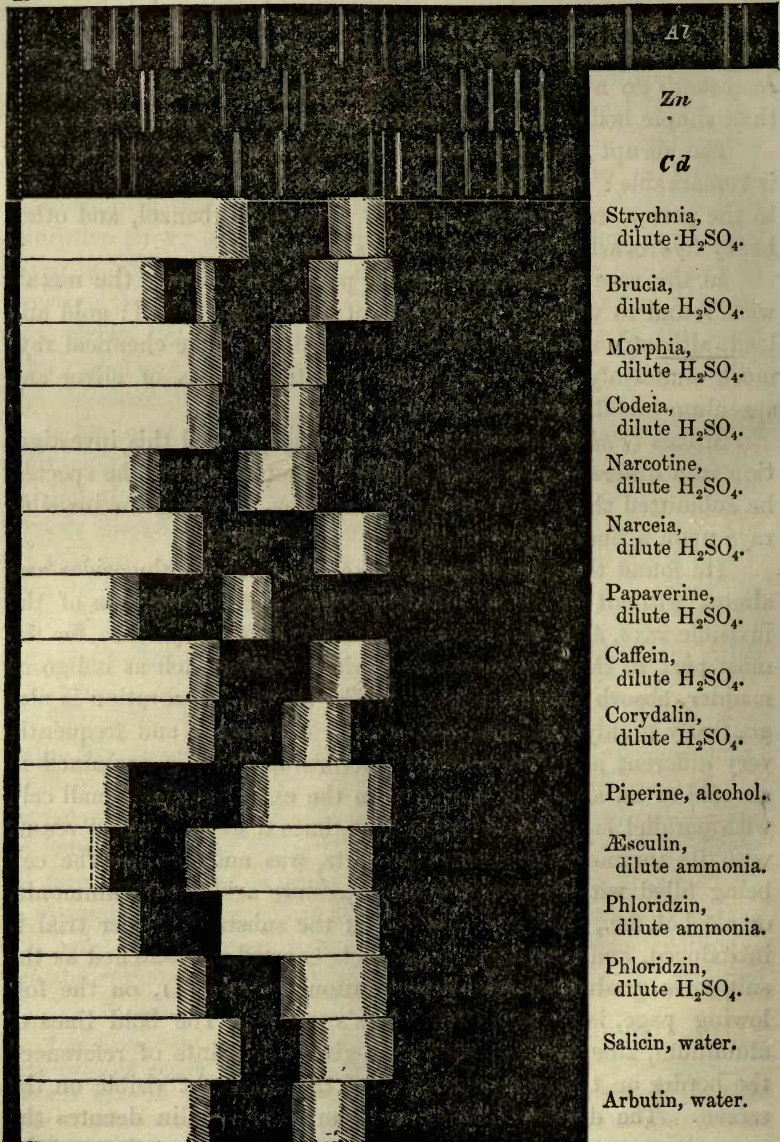 Al
Zn
Cd
Strychnia,
dilute H₂SO₄.
Brucia,
dilute H₂SO₄.
Morphia,
dilute H₂SO₄.
Codeia,
dilute H₂SO₄.
Narcotine,
dilute H₂SO₄.
Narceia,
dilute H₂SO₄.
Papaverine,
dilute H₂SO₄.
Caffein,
dilute H₂SO₄.
Corydalin,
dilute H₂SO₄.
Piperine, alcohol.
Æsculin,
dilute ammonia.
Phloridzin,
dilute ammonia.
Phloridzin,
dilute H₂SO₄.
Salicin, water.
Arbutin, water.